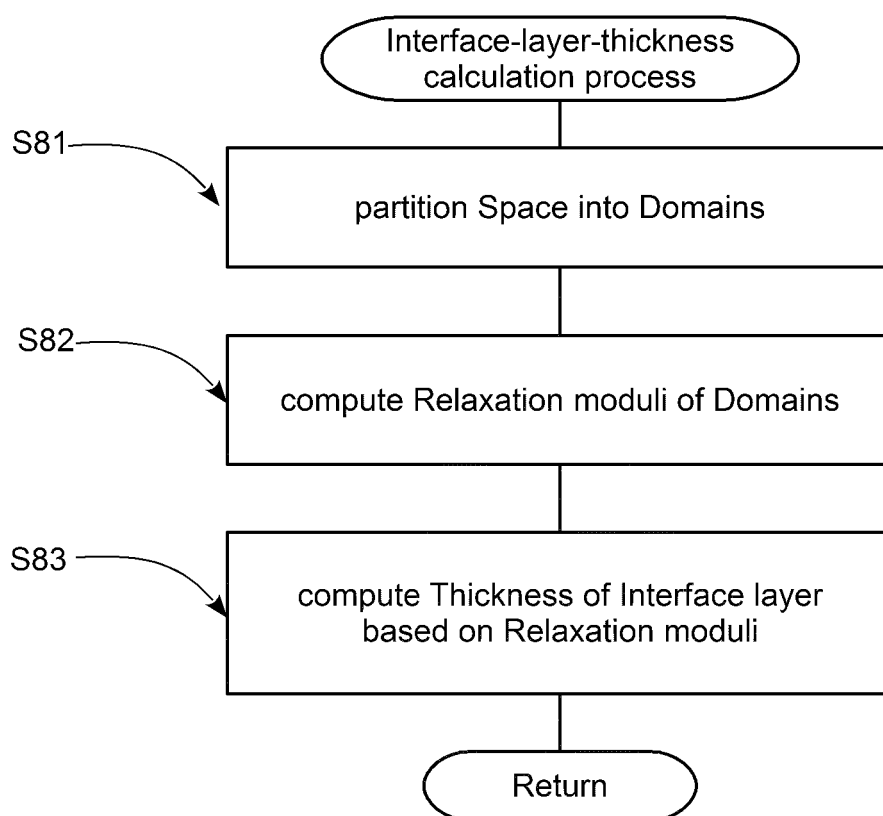 Interface-layer-thickness
calculation process
S81
partition Space into Domains
S82
compute Relaxation moduli of Domains
S83
compute Thickness of Interface layer
based on Relaxation moduli
Return